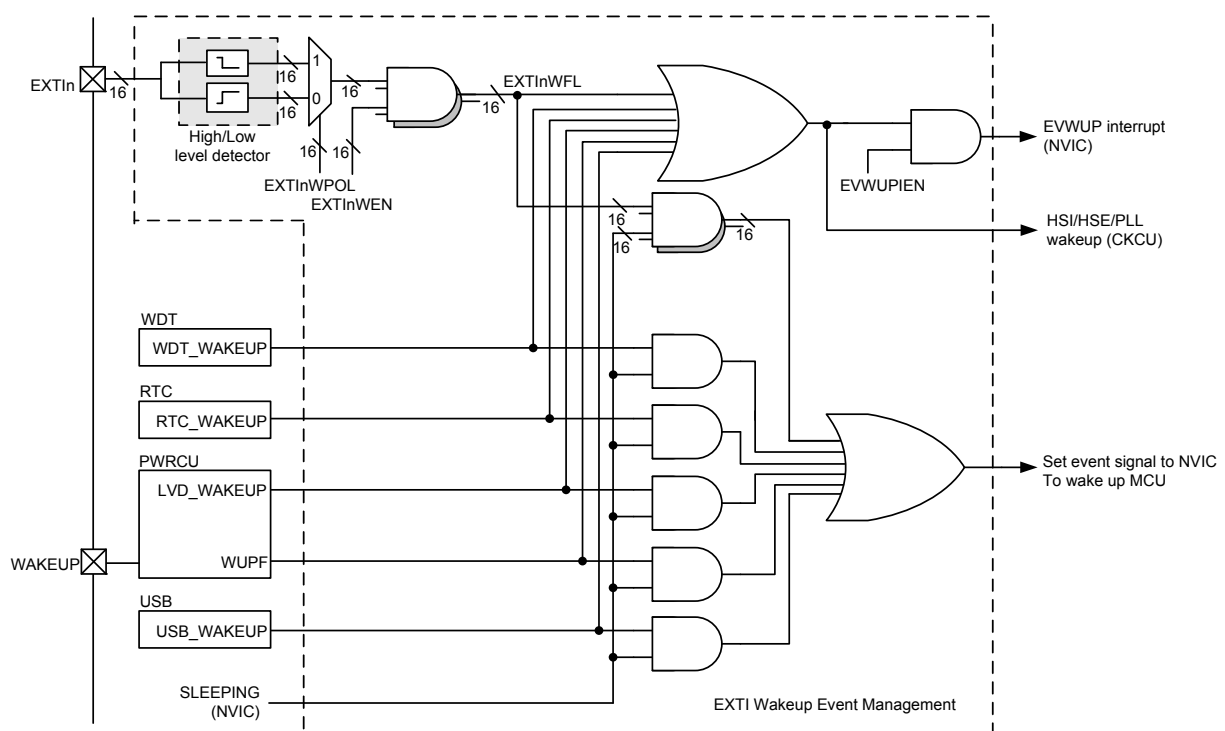 EXTIn
16
16
16
1
0
High/Low
level detector
16
16
16
EXTInWPOL
EXTInWEN
EXTInWFL
16
EVWUPIEN
EVWUP interrupt
(NVIC)
HSI/HSE/PLL
wakeup (CKCU)
16
16
16
WDT
WDT_WAKEUP
RTC
RTC_WAKEUP
PWRCU
LVD_WAKEUP
WUPF
WAKEUP
USB
USB_WAKEUP
SLEEPING
(NVIC)
Set event signal to NVIC
To wake up MCU
EXTI Wakeup Event Management